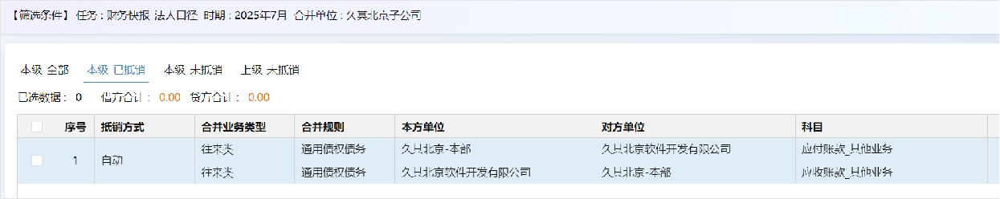 【筛选条件】 任务 : 财务快报 法人口径 时期 : 2025年7月 合并单位 : 久其北京子公司
本级 全部 本级 已抵销 本级 未抵销 上级 未抵销
已选数据 : 0 借方合计 : 0.00 贷方合计 : 0.00
序号 抵销方式 合并业务类型 合并规则 本方单位 对方单位 科目
往来类 通用债权债务 久其北京-本部 久其北京软件开发有限公司 应付账款_其他业务
1 自动
往来类 通用债权债务 久其北京软件开发有限公司 久其北京-本部 应收账款_其他业务